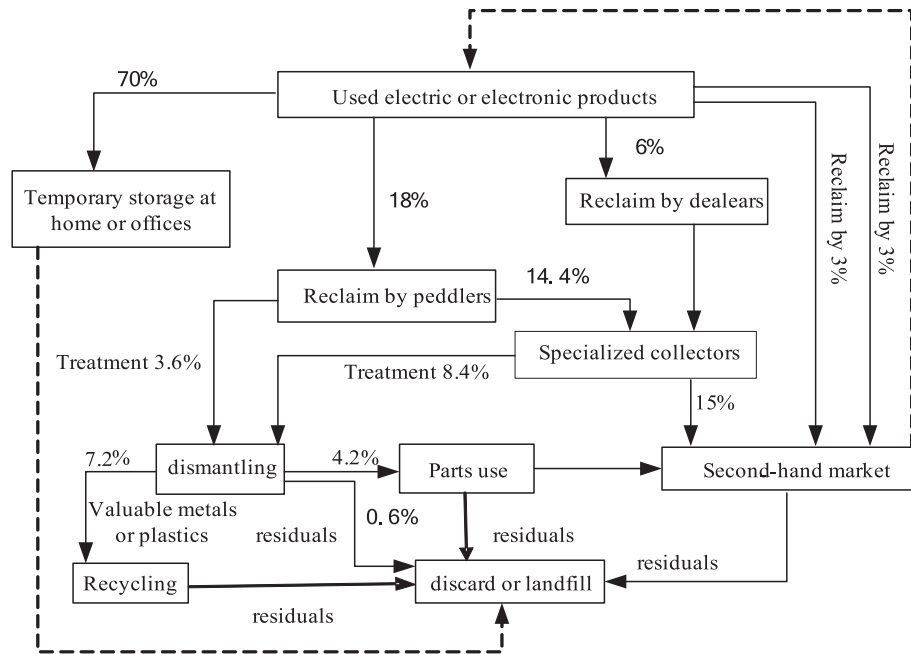 70%
Used electric or electronic products
6%
Temporary storage at
home or offices
18%
Reclaim by dealears
Reclaim by 3%
Reclaim by 3%
Reclaim by peddlers
14.4%
Specialized collectors
Treatment 3.6%
Treatment 8.4%
15%
7.2%
dismantling
4.2%
Parts use
Second-hand market
Valuable metals
or plastics
0.6%
residuals
residuals
residuals
Recycling
discard or landfill
residuals